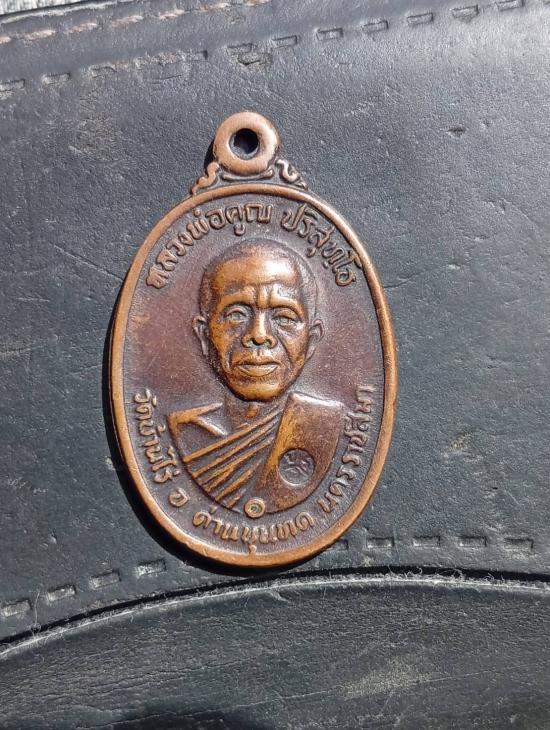 หลวงพ่อคูณ ปริสุทฺโธ
วัดบ้านไร่ อ. ด่านขุนทด นครราชสีมา
๑